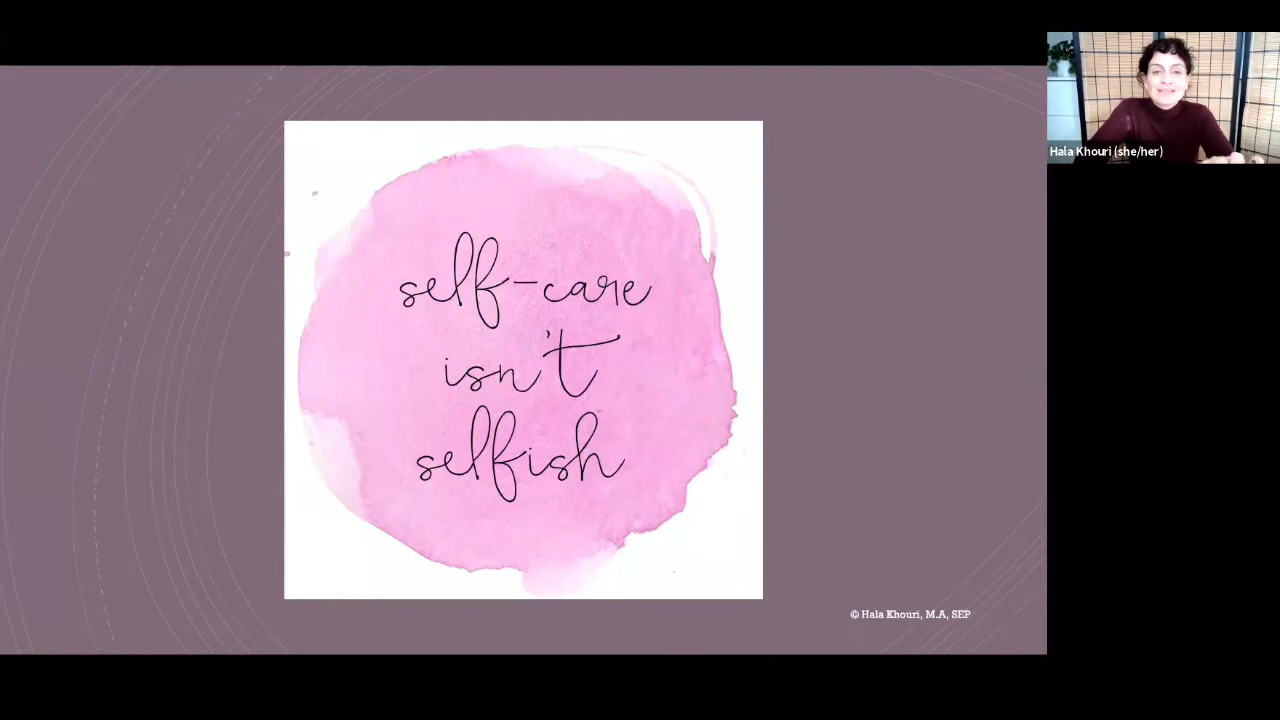 self-care
isn't
selfish
© Hala Khouri, M.A, SEP
Hala Khouri (she/her)